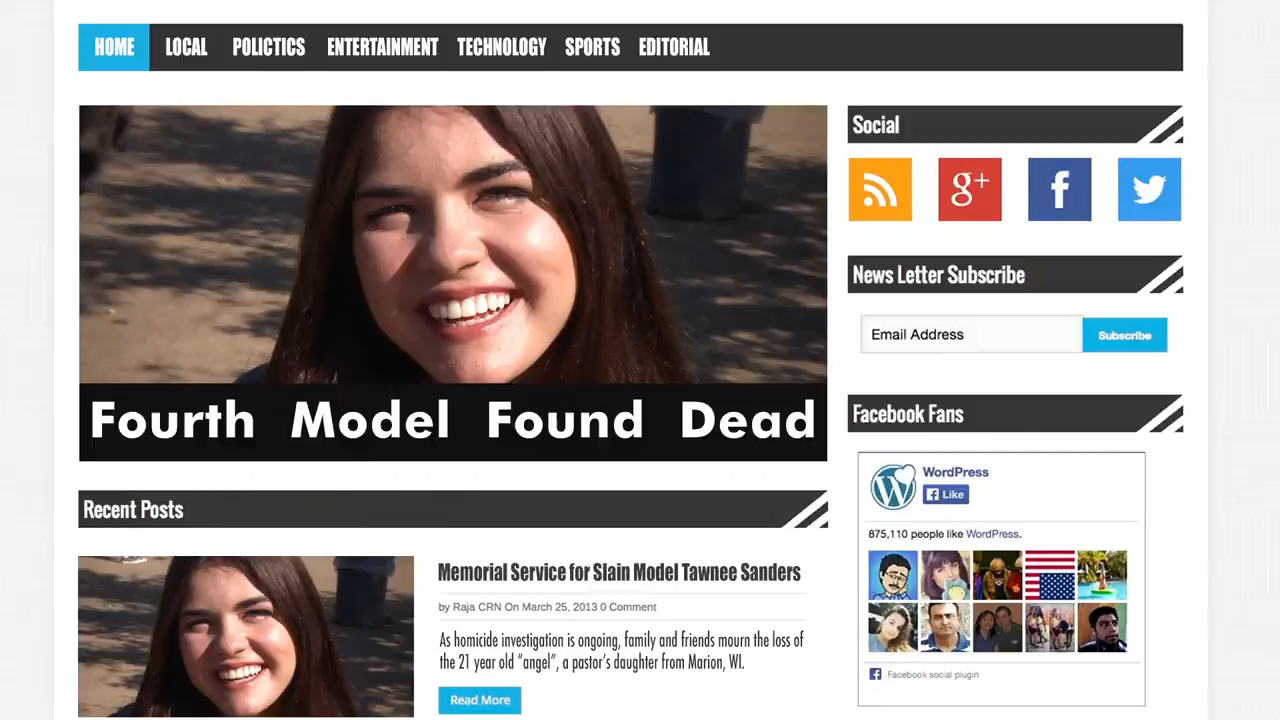 HOME LOCAL POLICTICS ENTERTAINMENT TECHNOLOGY SPORTS EDITORIAL
Fourth Model Found Dead
Recent Posts
Memorial Service for Slain Model Tawnee Sanders
by Raja CRN On March 25, 2013 0 Comment
As homicide investigation is ongoing, family and friends mourn the loss of
the 21 year old "angel", a pastor's daughter from Marion, WI.
Read More
Social
g+ f
News Letter Subscribe
Email Address Subscribe
Facebook Fans
W WordPress
f Like
875,110 people like WordPress.
f Facebook social plugin